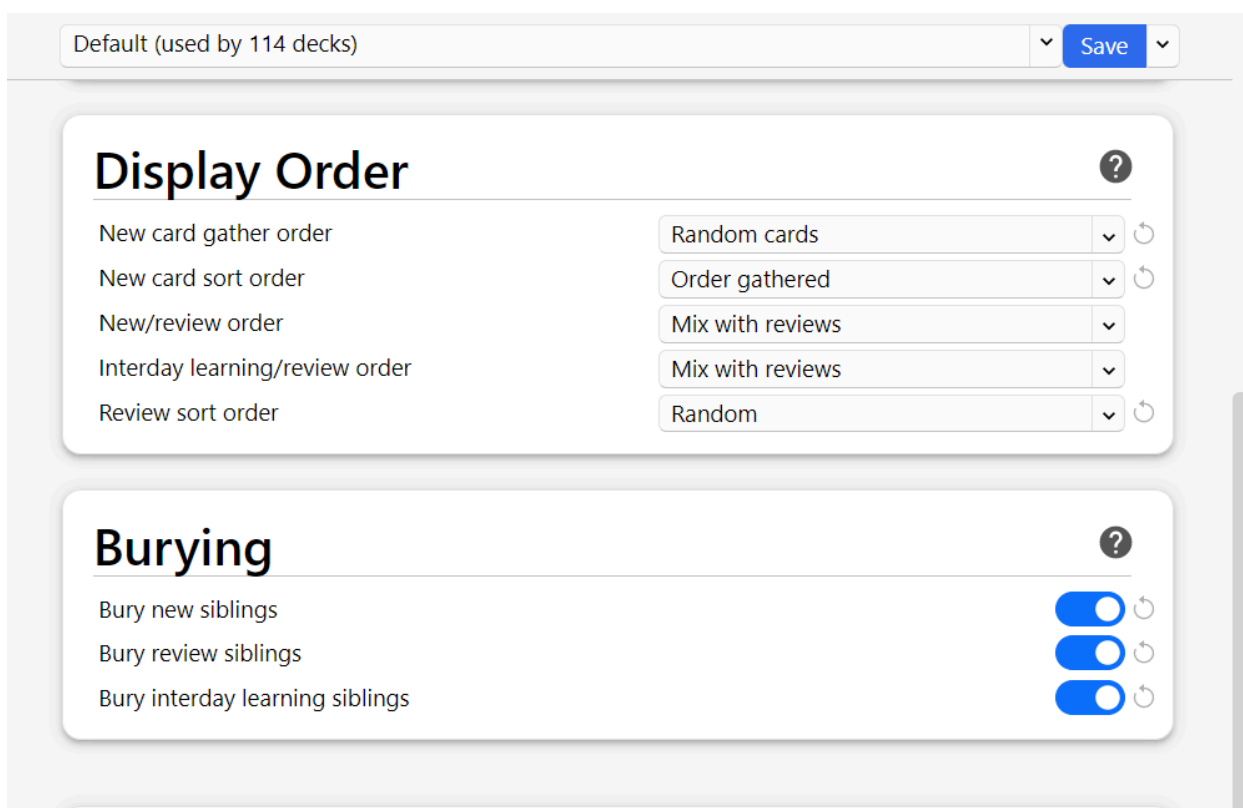 Default (used by 114 decks)
Save
Display Order
New card gather order
Random cards
New card sort order
Order gathered
New/review order
Mix with reviews
Interday learning/review order
Mix with reviews
Review sort order
Random
Burying
Bury new siblings
Bury review siblings
Bury interday learning siblings